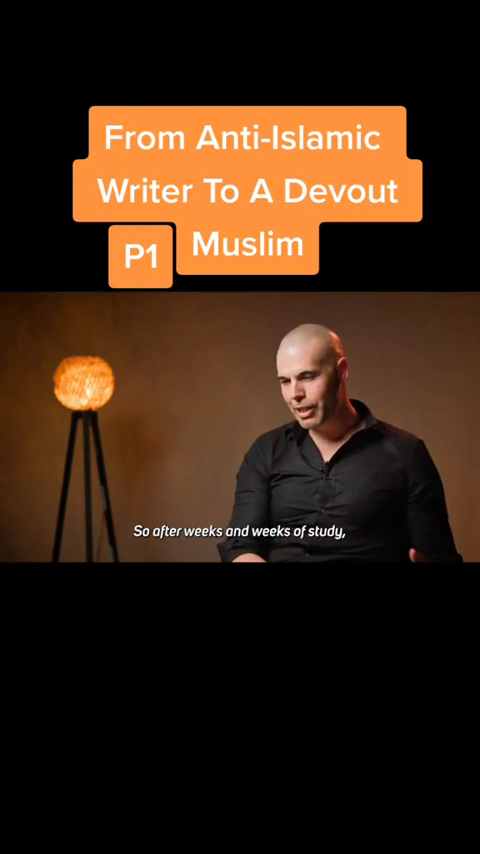 From Anti-Islamic
Writer To A Devout
P1 Muslim
So after weeks and weeks of study,